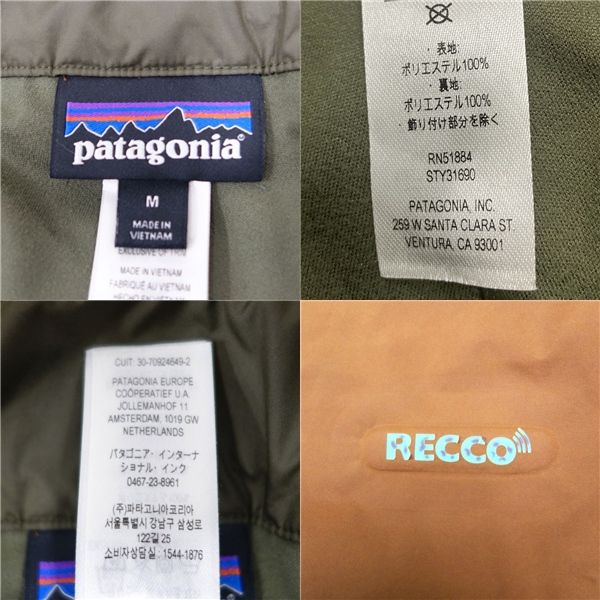 patagonia®
M
MADE IN
VIETNAM
EXCLUSIVE OF TRIM
MADE IN VIETNAM
FABRIQUÉ AU VIETNAM
HECHO EN VIETNAM
・表地:
ポリエステル100%
・裏地:
ポリエステル100%
・飾り付け部分を除く
RN51884
STY31690
PATAGONIA, INC.
259 W SANTA CLARA ST.
VENTURA, CA 93001
CUIT: 30-70924649-2
PATAGONIA EUROPE
COÖPERATIEF U.A.
JOLLEMANHOF 11
AMSTERDAM, 1019 GW
NETHERLANDS
パタゴニア・インターナ
ショナル・インク
0467-23-8961
(주)파타고니아코리아
서울특별시 강남구 삼성로
122길 25
소비자상담실 : 1544-1876
RECCO